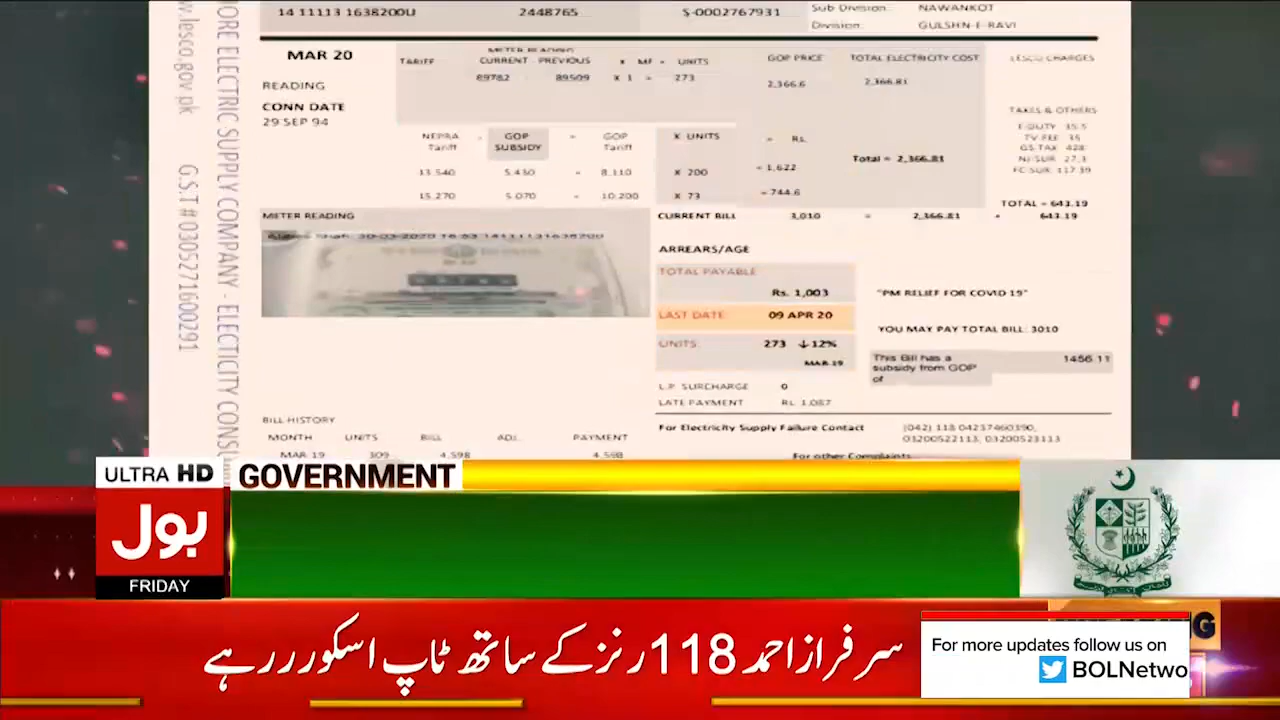 14 11113 1638200U 2448765 S-0002767931 Sub Division: NAWANKOT
Division: GULSHN-E-RAVI
MAR 20
READING
CONN DATE
29 SEP 94
TARIFF METER READING
CURRENT PREVIOUS X MF = UNITS
89782 89509 X 1 = 273
GOP PRICE
2,366.6
TOTAL ELECTRICITY COST
2,366.81
LESCO CHARGES
TAXES & OTHERS
E-DUTY 35.5
TV FEE 35
GS TAX 428
NJ-SUR 27.3
FC-SUR 117.39
TOTAL = 643.19
NEPRA Tariff - GOP SUBSIDY = GOP Tariff X UNITS = RL
13.540 5.430 = 8.110 X 200 = 1,622
15.270 5.070 = 10.200 X 73 = 744.6
Total = 2,366.81
METER READING
CURRENT BILL 3,010 = 2,366.81 + 643.19
ARREARS/AGE
TOTAL PAYABLE
Rs. 1,003
"PM RELIEF FOR COVID 19"
LAST DATE: 09 APR 20
YOU MAY PAY TOTAL BILL: 3010
UNITS: 273 ↓12%
MAR-19
This Bill has a subsidy from GOP of 1456.11
L.P. SURCHARGE 0
LATE PAYMENT RL 1,087
BILL HISTORY
MONTH UNITS BILL ADJ. PAYMENT
MAR 19 309 4,598 4,598
For Electricity Supply Failure Contact (042) 118 04237460390,
03200522113, 03200523113
For other Complaints
w.lesco.gov.pk G.S.T # 0305271600291
ORE ELECTRIC SUPPLY COMPANY - ELECTICITY CONSU
ULTRA HD
GOVERNMENT
بول
FRIDAY
سرفراز احمد 118 رنز کے ساتھ ٹاپ اسکورر رہے
For more updates follow us on
BOLNetwo
G